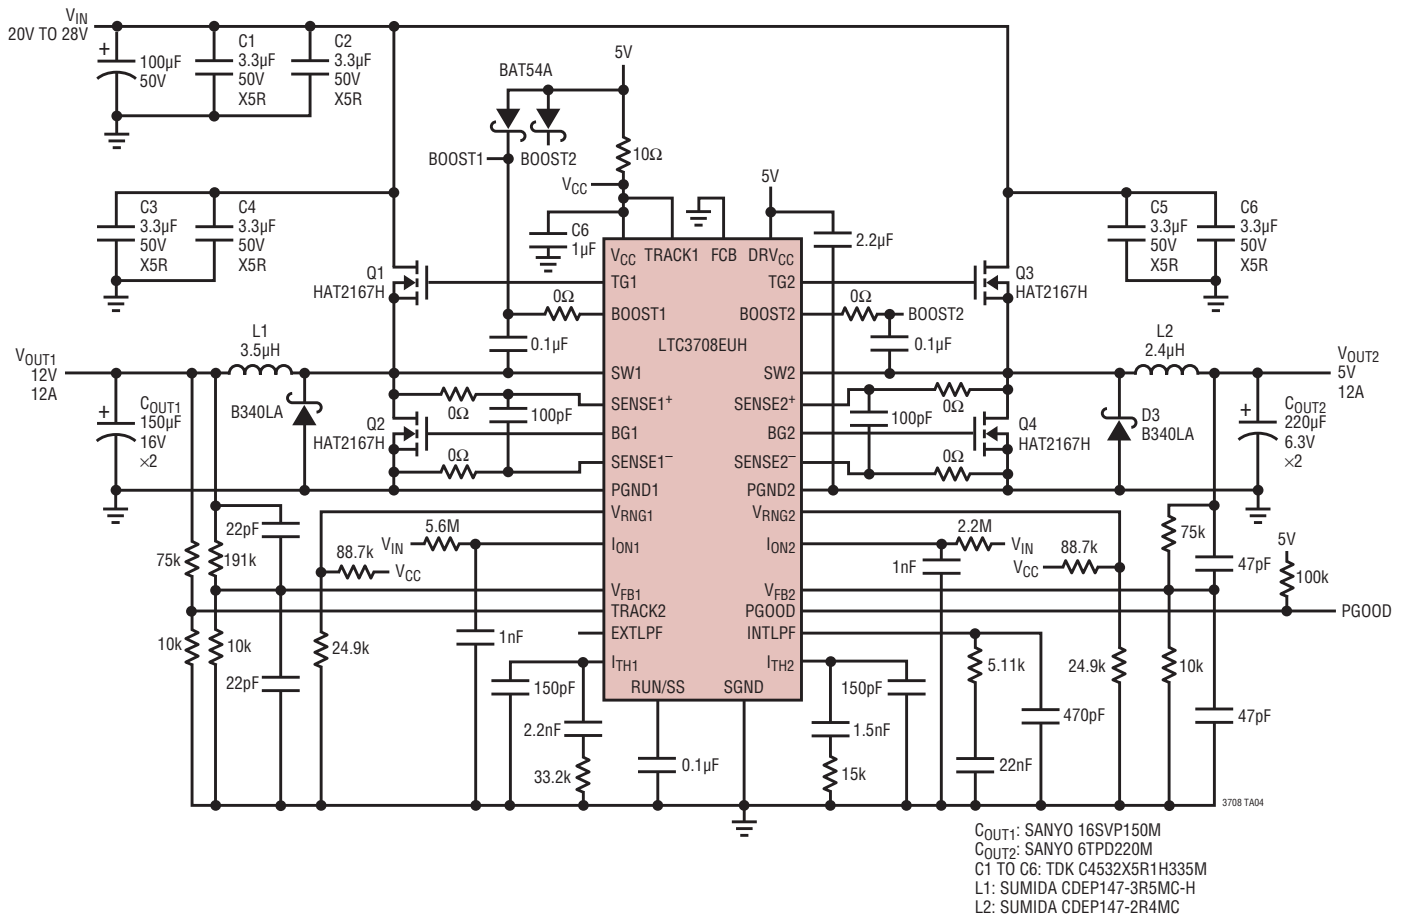 VIN
20V TO 28V
+
100µF
50V
C1
3.3µF
50V
X5R
C2
3.3µF
50V
X5R
BAT54A
5V
BOOST1
BOOST2
10Ω
VCC
5V
C3
3.3µF
50V
X5R
C4
3.3µF
50V
X5R
C6
1µF
2.2µF
C5
3.3µF
50V
X5R
C6
3.3µF
50V
X5R
VCC
TRACK1
FCB
DRVCC
Q1
HAT2167H
TG1
TG2
Q3
HAT2167H
0Ω
BOOST1
BOOST2
0Ω
BOOST2
0.1µF
LTC3708EUH
0.1µF
VOUT1
12V
12A
L1
3.5µH
SW1
SW2
L2
2.4µH
VOUT2
5V
12A
+
COUT1
150µF
16V
×2
B340LA
0Ω
100pF
SENSE1+
SENSE2+
0Ω
100pF
Q2
HAT2167H
BG1
BG2
Q4
HAT2167H
D3
B340LA
+
COUT2
220µF
6.3V
×2
0Ω
SENSE1–
SENSE2–
0Ω
PGND1
PGND2
VRNG1
VRNG2
22pF
5.6M
VIN
ION1
ION2
2.2M
VIN
75k
191k
88.7k
VCC
1nF
VCC
88.7k
75k
47pF
5V
100k
VFB1
VFB2
TRACK2
PGOOD
PGOOD
10k
10k
24.9k
1nF
EXTLPF
INTLPF
22pF
ITH1
ITH2
5.11k
24.9k
10k
150pF
RUN/SS
SGND
150pF
2.2nF
1.5nF
470pF
47pF
33.2k
0.1µF
15k
22nF
3708 TA04
COUT1: SANYO 16SVP150M
COUT2: SANYO 6TPD220M
C1 TO C6: TDK C4532X5R1H335M
L1: SUMIDA CDEP147-3R5MC-H
L2: SUMIDA CDEP147-2R4MC